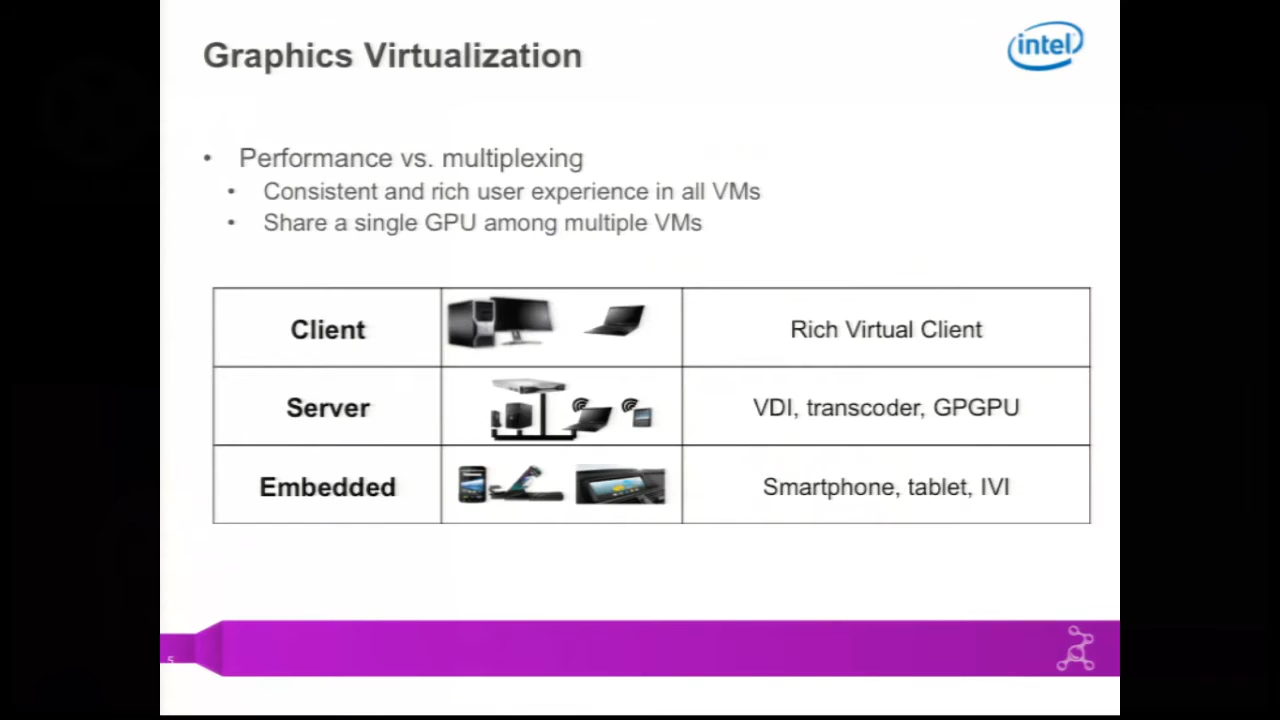 Graphics Virtualization
intel
• Performance vs. multiplexing
• Consistent and rich user experience in all VMs
• Share a single GPU among multiple VMs
Client
Rich Virtual Client
Server
VDI, transcoder, GPGPU
Embedded
Smartphone, tablet, IVI
5